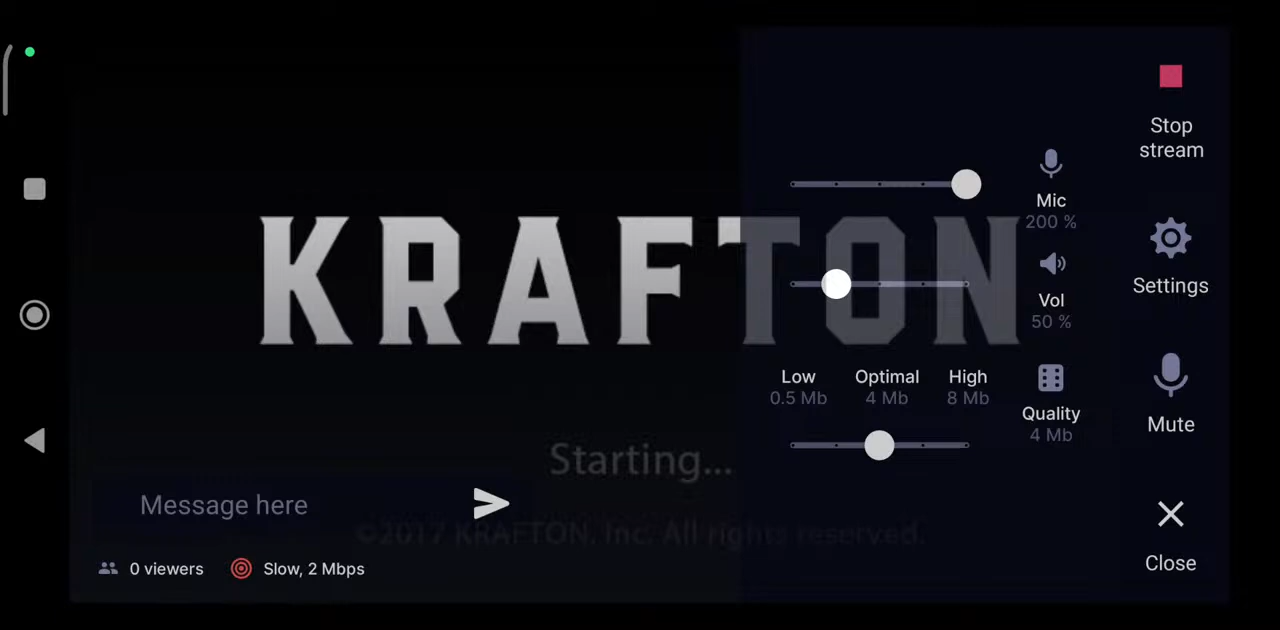 KRAFTON
Starting...
©2017 KRAFTON, Inc. All rights reserved.
Message here
0 viewers
Slow, 2 Mbps
Mic
200 %
Vol
50 %
Low
0.5 Mb
Optimal
4 Mb
High
8 Mb
Quality
4 Mb
Stop
stream
Settings
Mute
Close